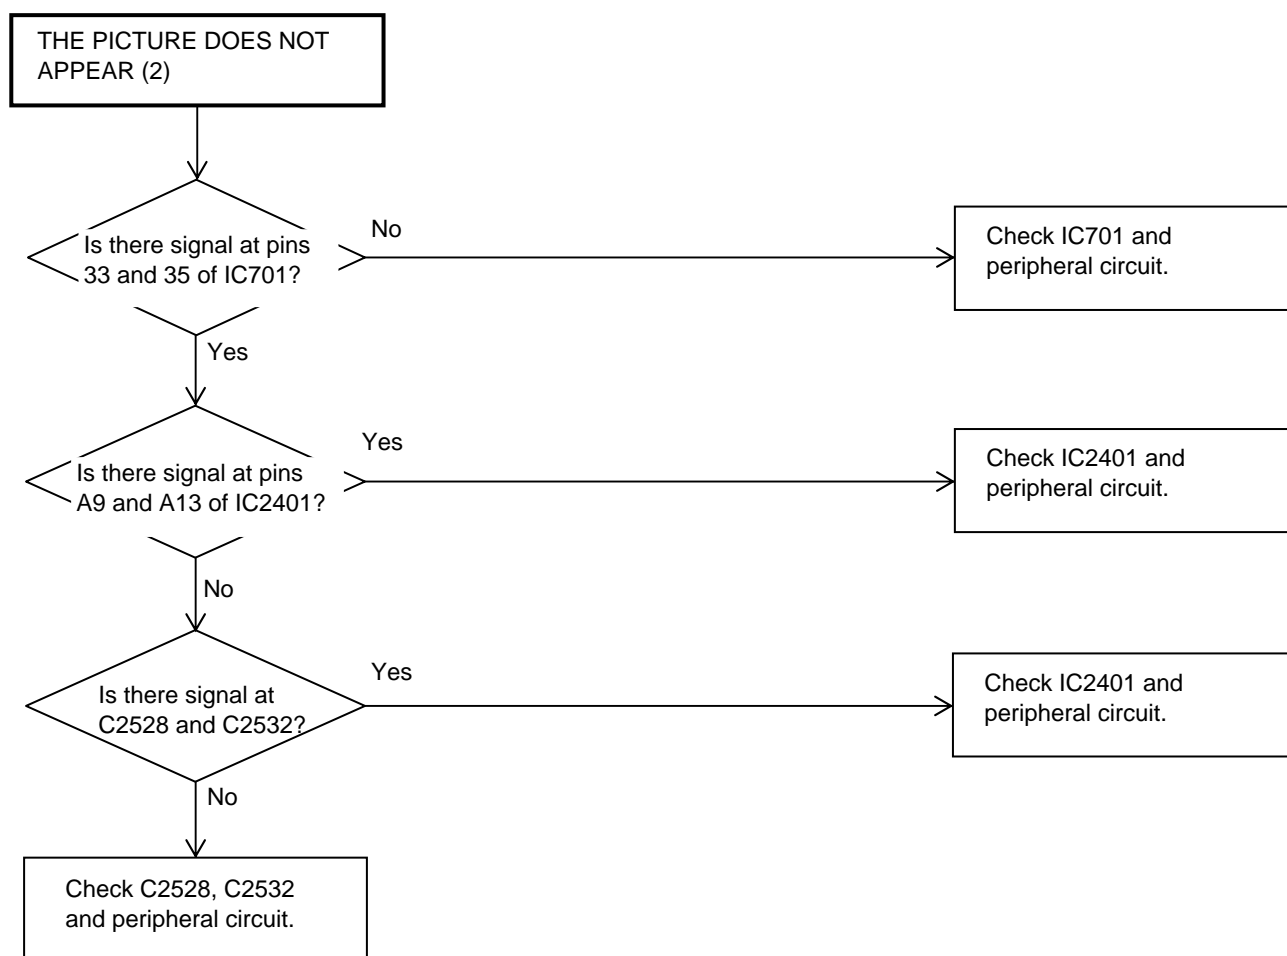 THE PICTURE DOES NOT
APPEAR (2)
Is there signal at pins
33 and 35 of IC701?
No
Check IC701 and
peripheral circuit.
Yes
Is there signal at pins
A9 and A13 of IC2401?
Yes
Check IC2401 and
peripheral circuit.
No
Is there signal at
C2528 and C2532?
Yes
Check IC2401 and
peripheral circuit.
No
Check C2528, C2532
and peripheral circuit.